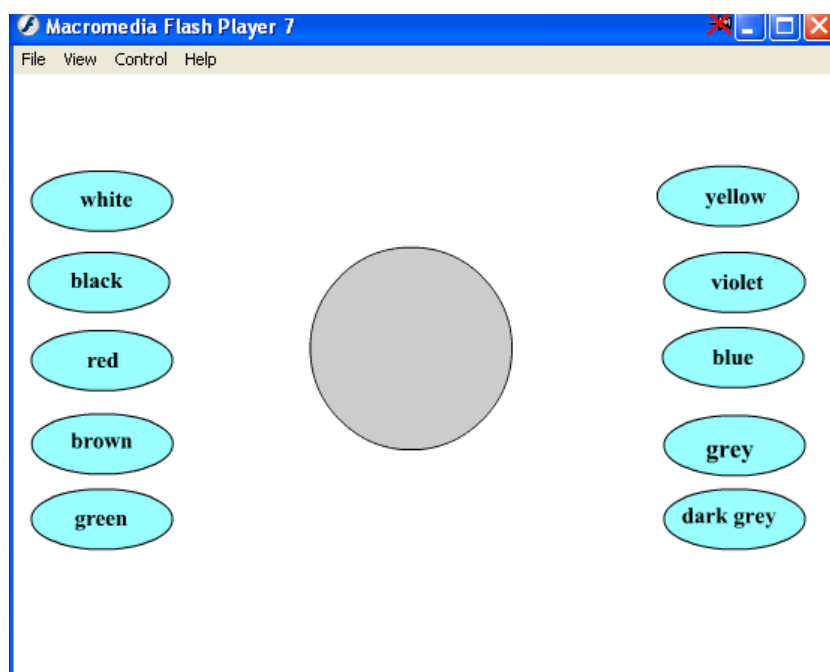 Macromedia Flash Player 7
File View Control Help
white
black
red
brown
green
yellow
violet
blue
grey
dark grey